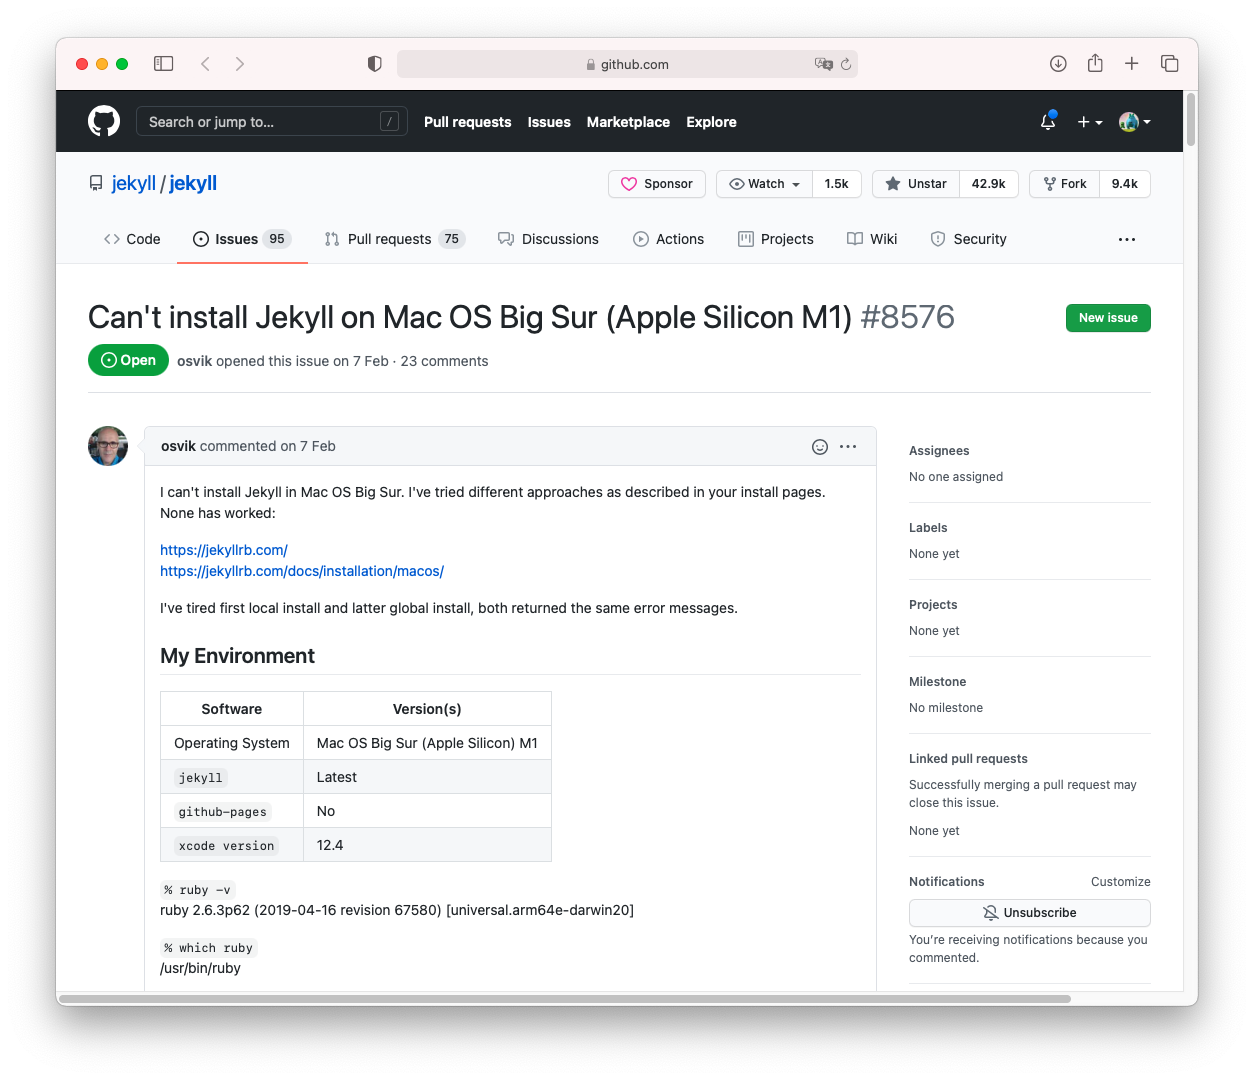 github.com
Search or jump to... /
Pull requests Issues Marketplace Explore
jekyll / jekyll
Sponsor Watch 1.5k Unstar 42.9k Fork 9.4k
Code Issues 95 Pull requests 75 Discussions Actions Projects Wiki Security ...
Can't install Jekyll on Mac OS Big Sur (Apple Silicon M1) #8576
New issue
Open osvik opened this issue on 7 Feb · 23 comments
osvik commented on 7 Feb
I can't install Jekyll in Mac OS Big Sur. I've tried different approaches as described in your install pages.
None has worked:
https://jekyllrb.com/
https://jekyllrb.com/docs/installation/macos/
I've tired first local install and latter global install, both returned the same error messages.
My Environment
Software Version(s)
Operating System Mac OS Big Sur (Apple Silicon) M1
jekyll Latest
github-pages No
xcode version 12.4
% ruby -v
ruby 2.6.3p62 (2019-04-16 revision 67580) [universal.arm64e-darwin20]
% which ruby
/usr/bin/ruby
Assignees
No one assigned
Labels
None yet
Projects
None yet
Milestone
No milestone
Linked pull requests
Successfully merging a pull request may
close this issue.
None yet
Notifications Customize
Unsubscribe
You're receiving notifications because you
commented.